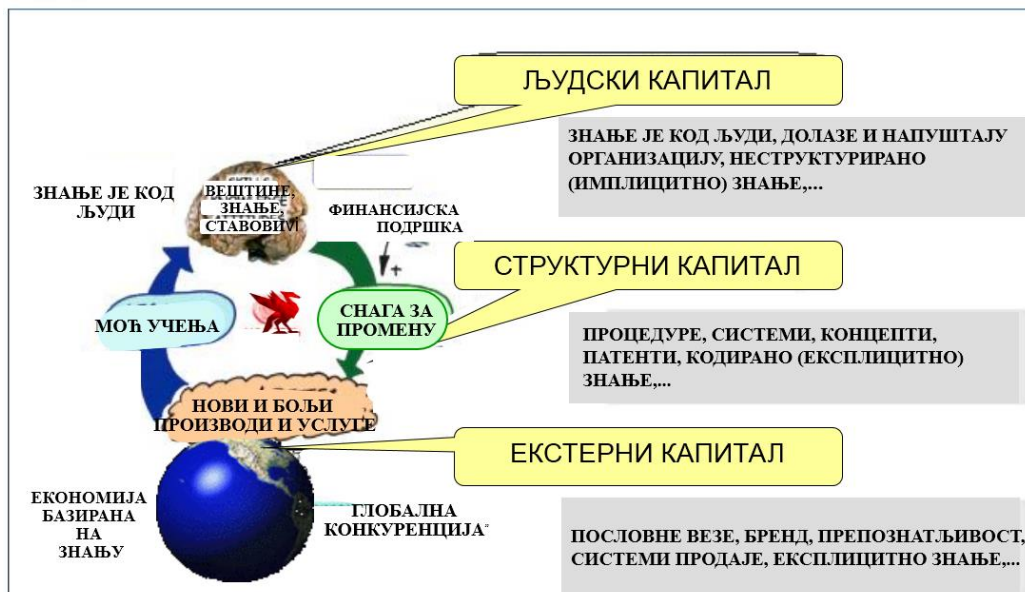 ЉУДСКИ КАПИТАЛ
ЗНАЊЕ ЈЕ КОД ЉУДИ, ДОЛАЗЕ И НАПУШТАЈУ
ОРГАНИЗАЦИЈУ, НЕСТРУКТУРИРАНО
(ИМПЛИЦИТНО) ЗНАЊЕ,...
ЗНАЊЕ ЈЕ КОД
ЉУДИ
ВЕШТИНЕ,
ЗНАЊЕ,
СТАВОВИ
ФИНАНСИЈСКА
ПОДРШКА
+
СТРУКТУРНИ КАПИТАЛ
МОЋ УЧЕЊА
СНАГА ЗА
ПРОМЕНУ
ПРОЦЕДУРЕ, СИСТЕМИ, КОНЦЕПТИ,
ПАТЕНТИ, КОДИРАНО (ЕКСПЛИЦИТНО)
ЗНАЊЕ,...
НОВИ И БОЉИ
ПРОИЗВОДИ И УСЛУГЕ
ЕКСТЕРНИ КАПИТАЛ
ЕКОНОМИЈА
БАЗИРАНА
НА
ЗНАЊУ
ГЛОБАЛНА
КОНКУРЕНЦИЈА
ПОСЛОВНЕ ВЕЗЕ, БРЕНД, ПРЕПОЗНАТЉИВОСТ,
СИСТЕМИ ПРОДАЈЕ, ЕКСПЛИЦИТНО ЗНАЊЕ,...